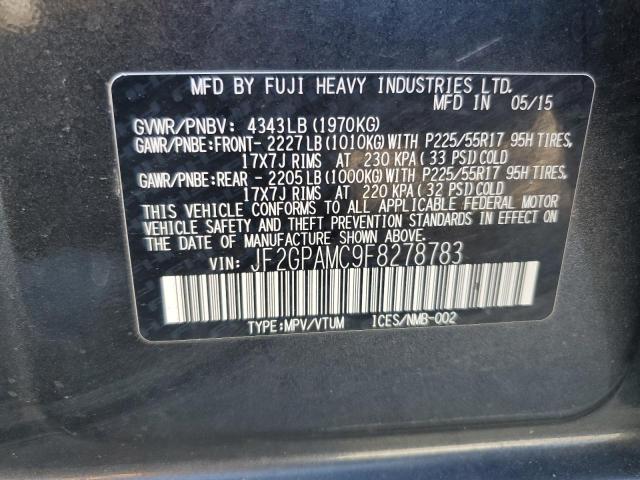 MFD BY FUJI HEAVY INDUSTRIES LTD.
MFD IN 05/15
GVWR/PNBV: 4343LB(1970KG)
GAWR/PNBE:FRONT- 2227LB(1010KG)WITH P225/55R17 95H TIRES,
17X7J RIMS AT 230 KPA(33 PSI)COLD
GAWR/PNBE:REAR - 2205LB(1000KG)WITH P225/55R17 95H TIRES,
17X7J RIMS AT 220 KPA(32 PSI)COLD
THIS VEHICLE CONFORMS TO ALL APPLICABLE FEDERAL MOTOR
VEHICLE SAFETY AND THEFT PREVENTION STANDARDS IN EFFECT ON
THE DATE OF MANUFACTURE SHOWN ABOVE.
VIN: JF2GPAMC9F8278783
TYPE:MPV/VTUM ICES/NMB-002